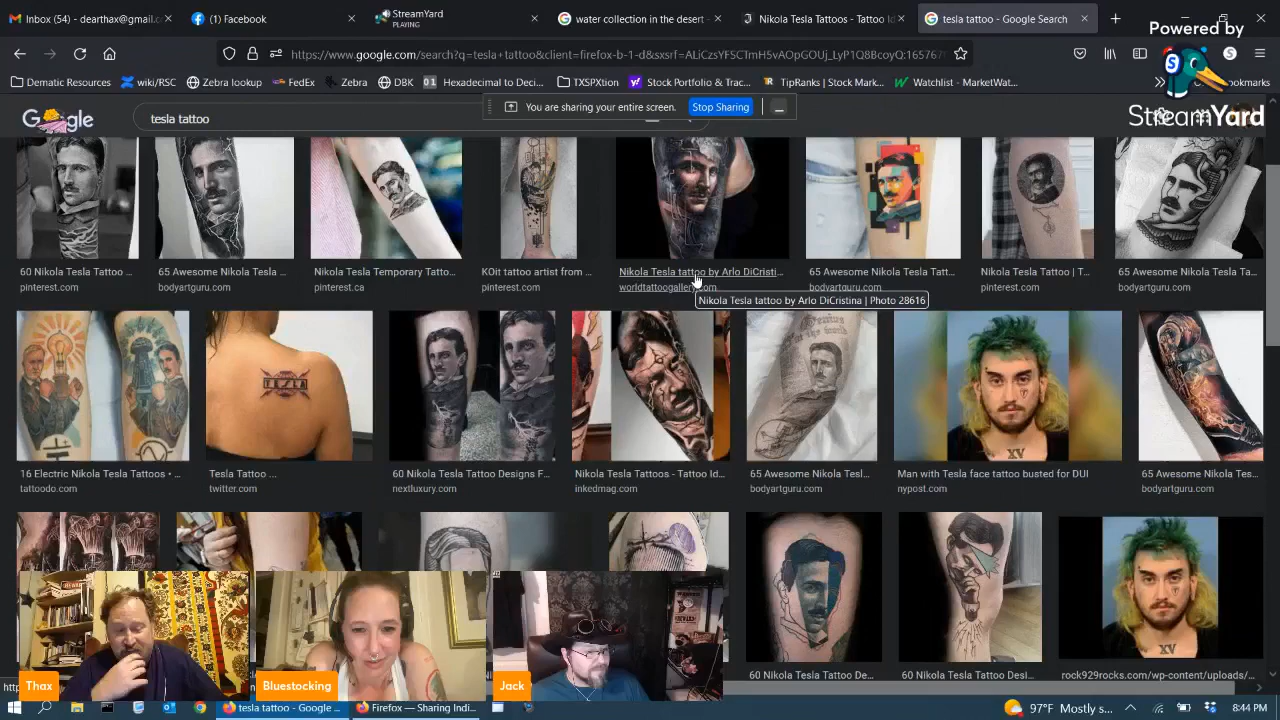 Inbox (54) - dearthax@gmail.c
(1) Facebook
StreamYard
PLAYING
water collection in the desert -
Nikola Tesla Tattoos - Tattoo Id
tesla tattoo - Google Search
Powered by
StreamYard
Dematic Resources
wiki/RSC
Zebra lookup
FedEx
Zebra
DBK
Hexadecimal to Deci...
TXSPXtion
Stock Portfolio & Trac...
TipRanks | Smarter In...
Watchlist - MarketWat...
okmarks
You are sharing your entire screen.
Stop Sharing
Google
tesla tattoo
60 Nikola Tesla Tattoo ...
pinterest.com
65 Awesome Nikola Tesla ...
bodyartguru.com
Nikola Tesla Temporary Tatto...
pinterest.ca
KOit tattoo artist from ...
pinterest.com
Nikola Tesla tattoo by Arlo DiCristi...
worldtattoogallery.com
65 Awesome Nikola Tesla Tatt...
bodyartguru.com
Nikola Tesla Tattoo | T...
pinterest.com
65 Awesome Nikola Tesla Ta...
bodyartguru.com
Nikola Tesla tattoo by Arlo DiCristina | Photo 28616
TESLA
XV
16 Electric Nikola Tesla Tattoos • ...
tattoodo.com
Tesla Tattoo ...
twitter.com
60 Nikola Tesla Tattoo Designs F...
nextluxury.com
Nikola Tesla Tattoos - Tattoo Id...
inkedmag.com
65 Awesome Nikola Tesl...
bodyartguru.com
Man with Tesla face tattoo busted for DUI
nypost.com
65 Awesome Nikola Tes...
bodyartguru.com
XV
60 Nikola Tesla Tattoo Des...
60 Nikola Tesla Tattoo Desi...
rock929rocks.com/wp-content/uploads/...
Thax
Bluestocking
Jack
tesla tattoo - Google ...
Firefox — Sharing Indi...
97°F Mostly s...
8:44 PM